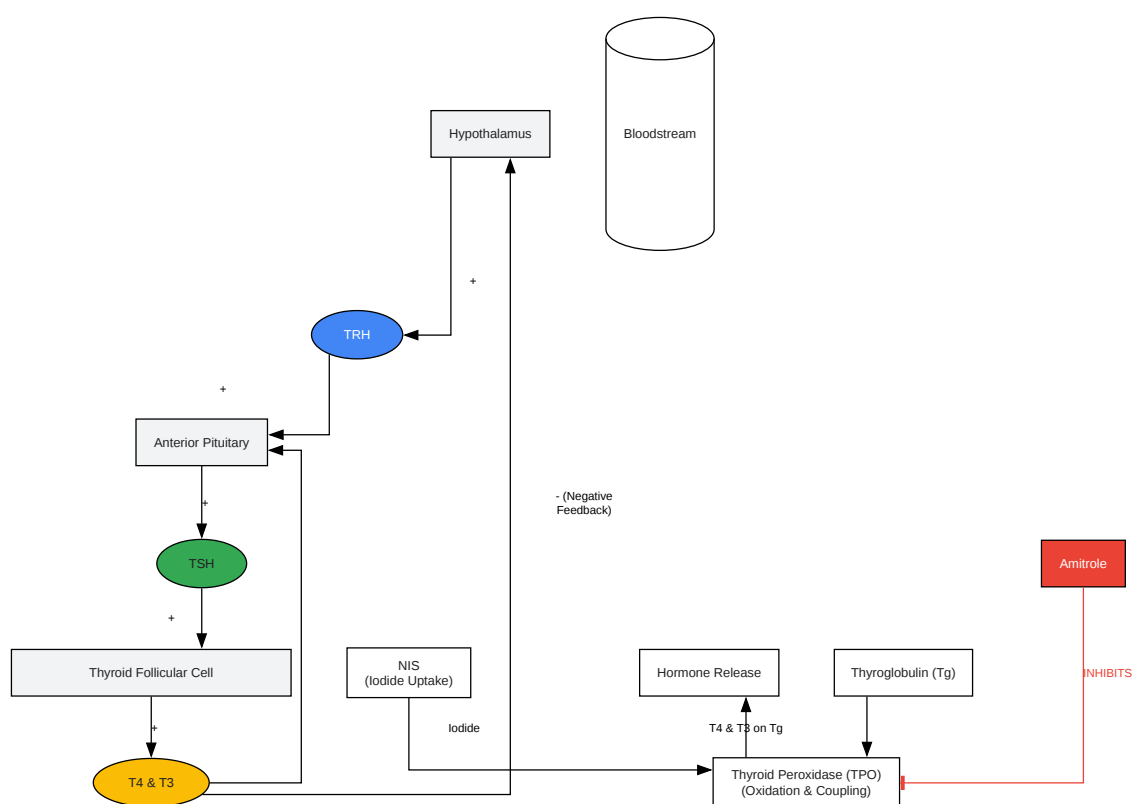 Hypothalamus
Bloodstream
+
TRH
+
Anterior Pituitary
+
- (Negative
Feedback)
TSH
Amitrole
+
Thyroid Follicular Cell
NIS
(Iodide Uptake)
Hormone Release
Thyroglobulin (Tg)
INHIBITS
+
Iodide
T4 & T3 on Tg
T4 & T3
Thyroid Peroxidase (TPO)
(Oxidation & Coupling)